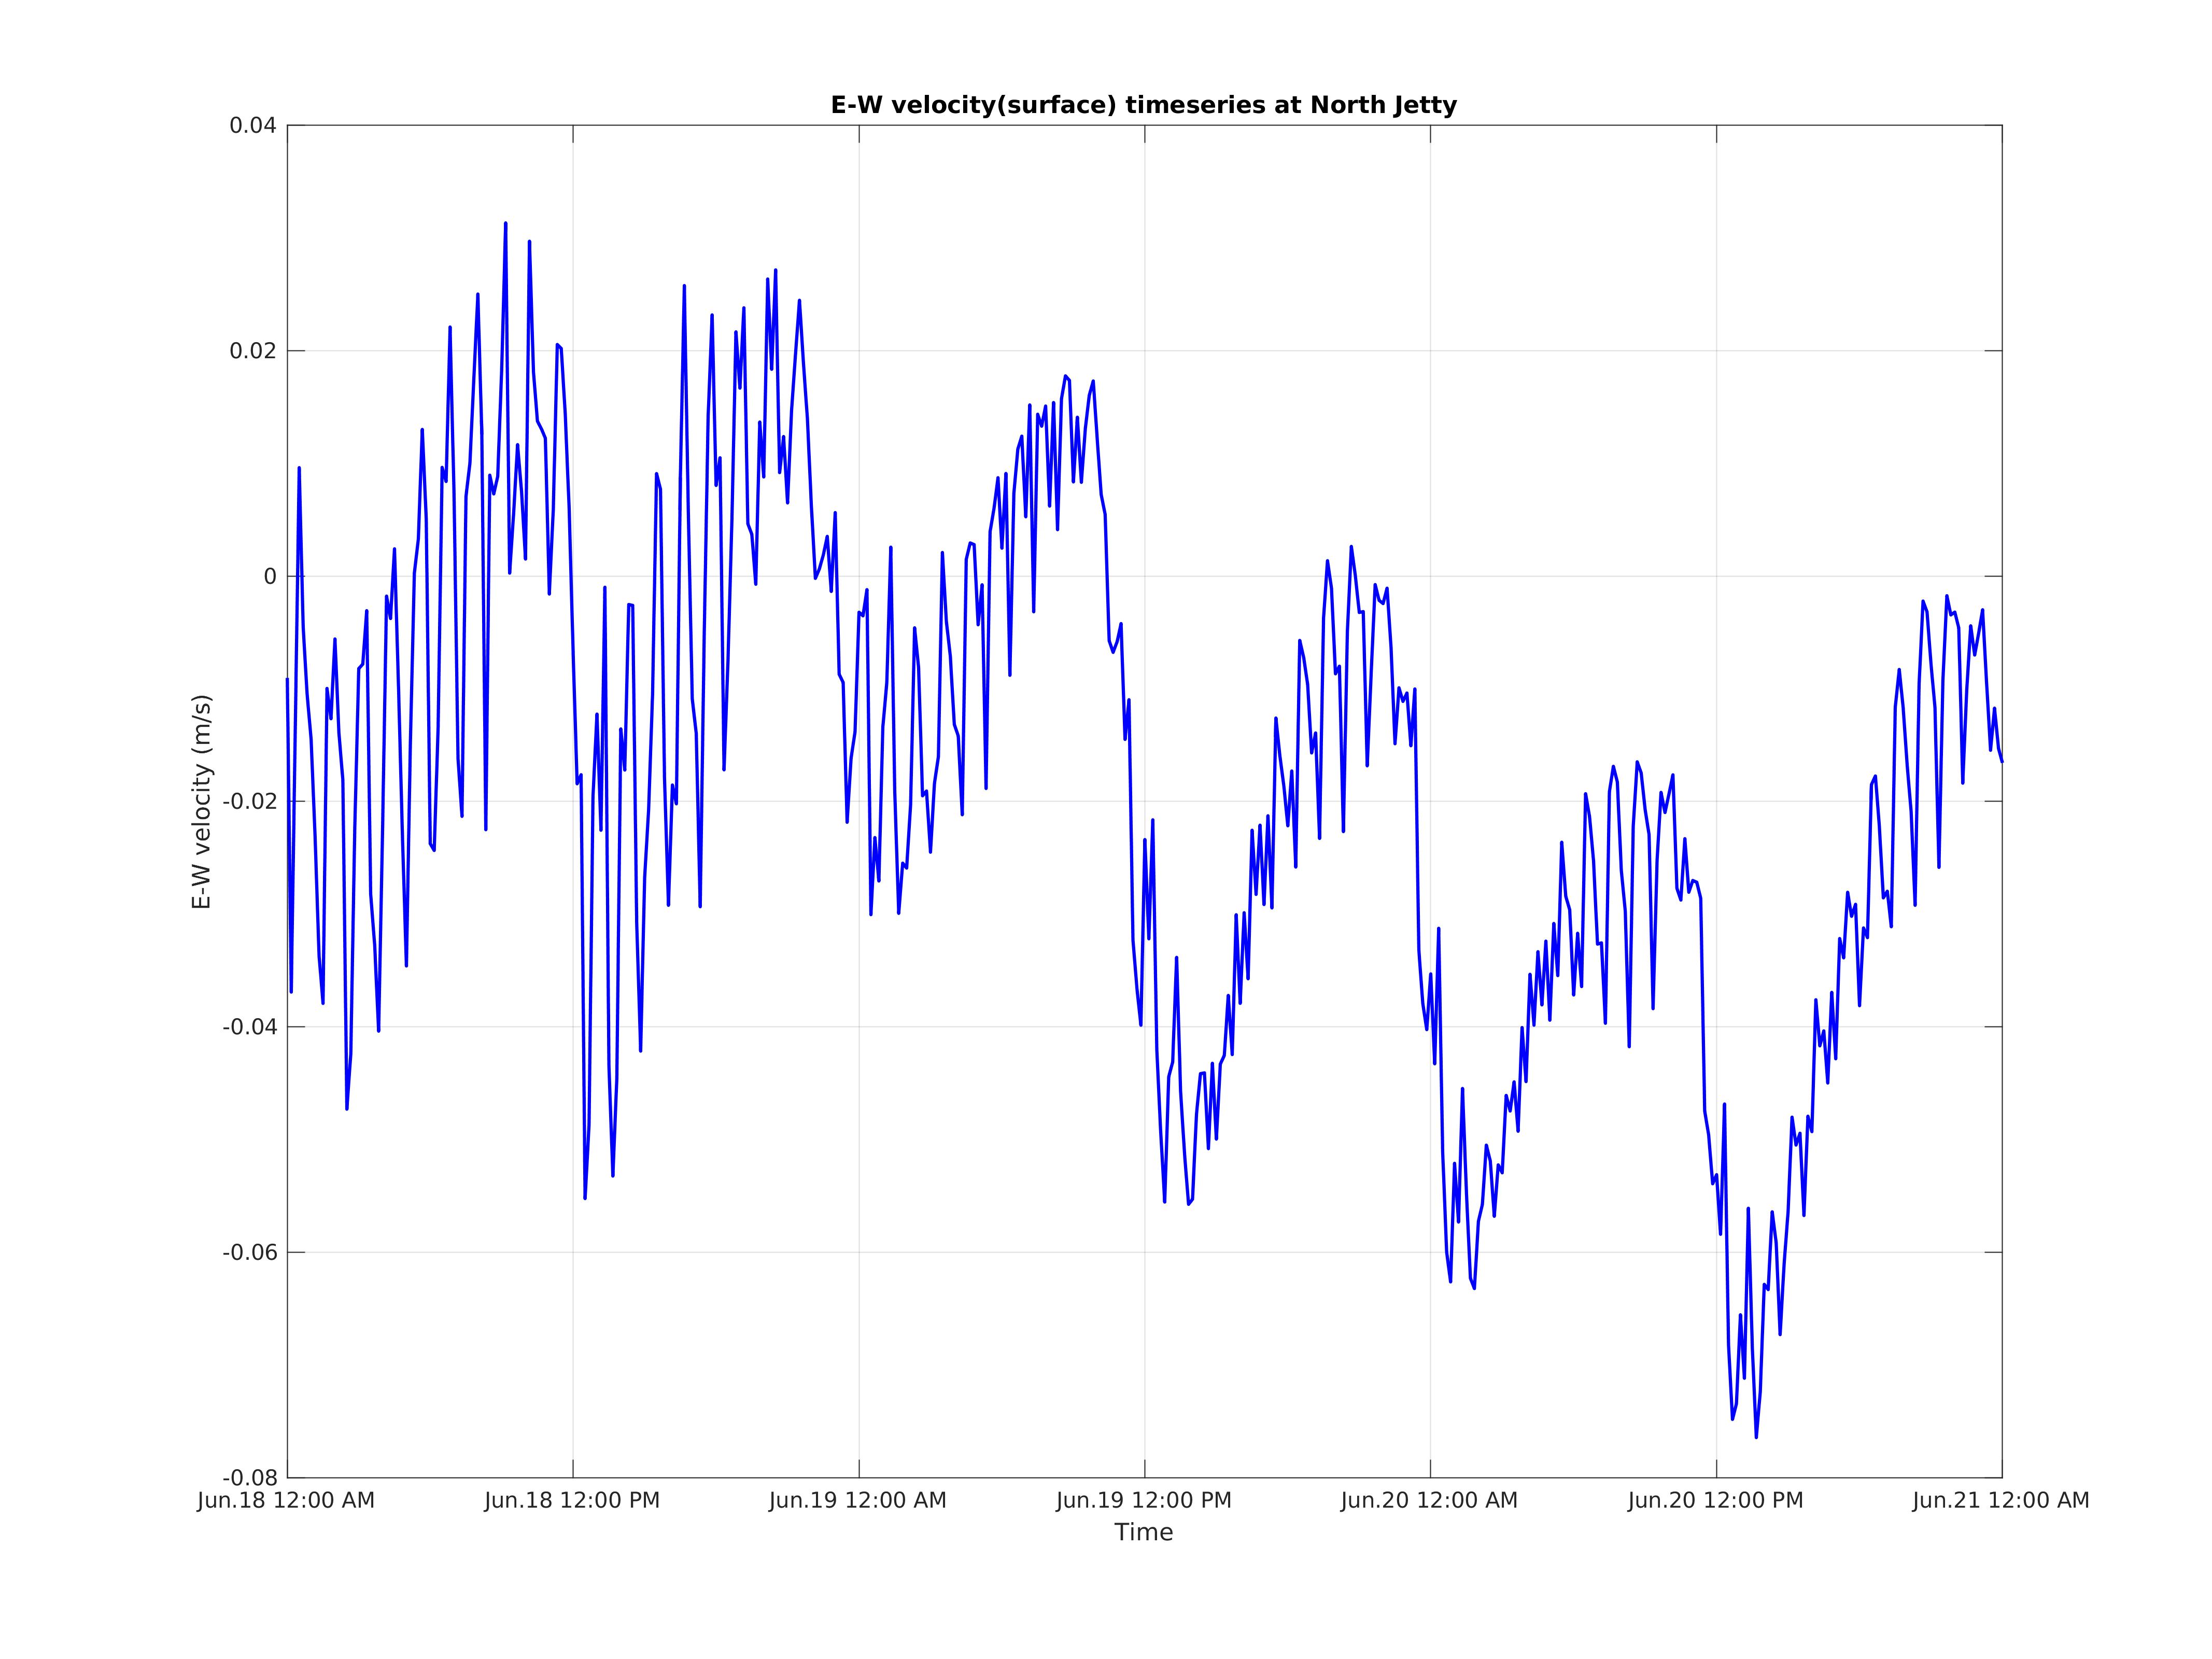 E-W velocity(surface) timeseries at North Jetty
0.04
0.02
0
-0.02
-0.04
-0.06
-0.08
E-W velocity (m/s)
Jun.18 12:00 AM
Jun.18 12:00 PM
Jun.19 12:00 AM
Jun.19 12:00 PM
Jun.20 12:00 AM
Jun.20 12:00 PM
Jun.21 12:00 AM
Time